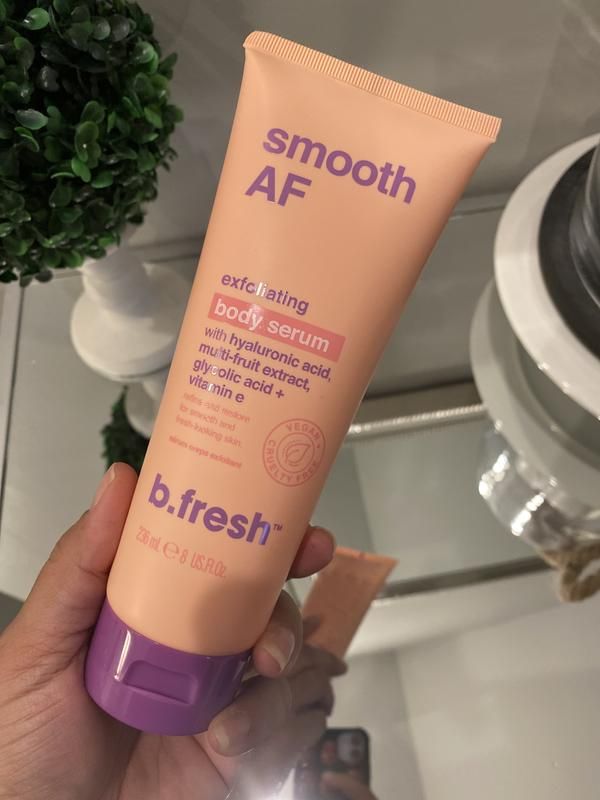 smooth
AF
exfoliating
body serum
with hyaluronic acid,
multi-fruit extract,
glycolic acid +
vitamin e
refine and restore
for smooth and
fresh-looking skin.
sérum corps exfoliant
VEGAN •
CRUELTY FREE
b.fresh™
236 ml ℮ 8 US.Fl.Oz.